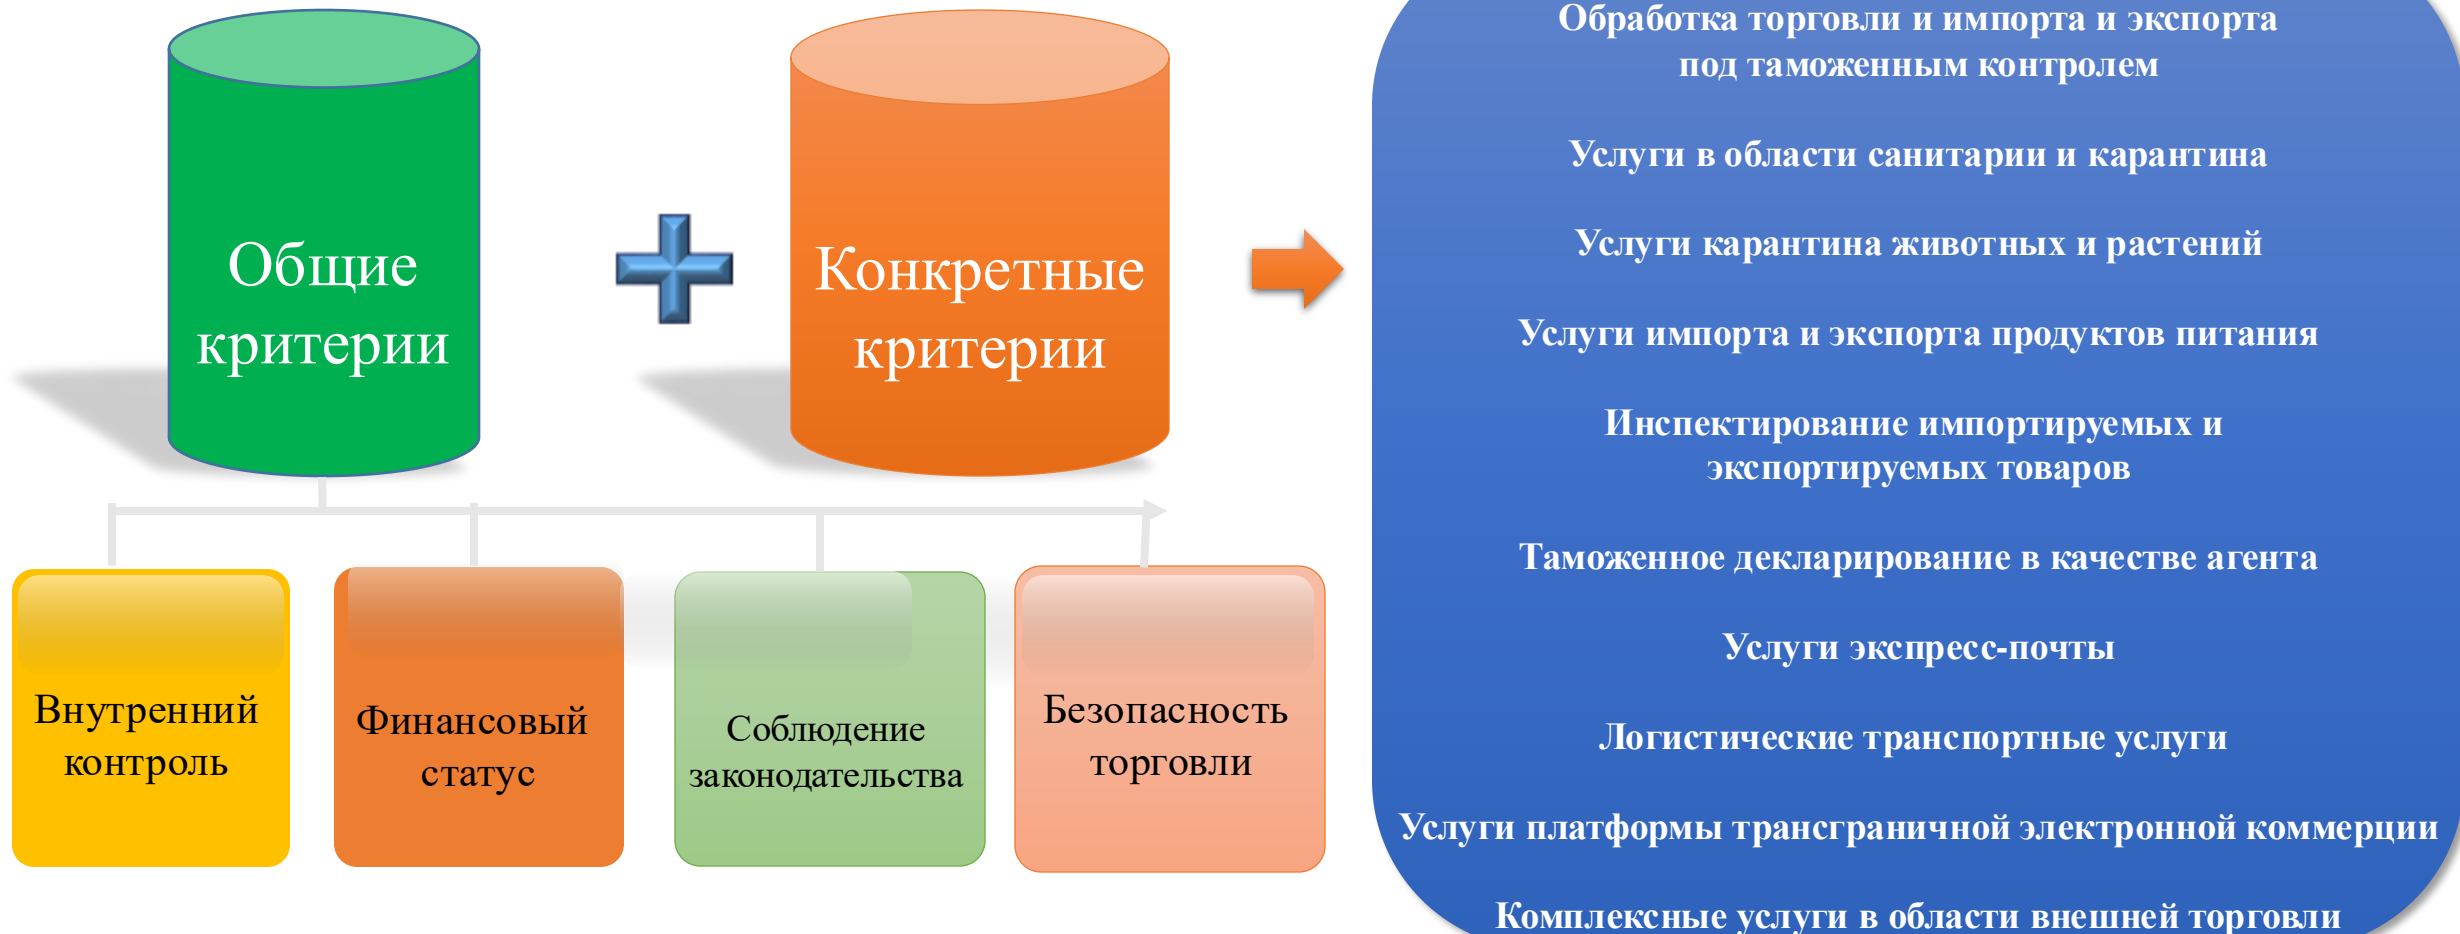 Общие
критерии
Конкретные
критерии
Внутренний
контроль
Финансовый
статус
Соблюдение
законодательства
Безопасность
торговли
Обработка торговли и импорта и экспорта
под таможенным контролем
Услуги в области санитарии и карантина
Услуги карантина животных и растений
Услуги импорта и экспорта продуктов питания
Инспектирование импортируемых и
экспортируемых товаров
Таможенное декларирование в качестве агента
Услуги экспресс-почты
Логистические транспортные услуги
Услуги платформы трансграничной электронной коммерции
Комплексные услуги в области внешней торговли